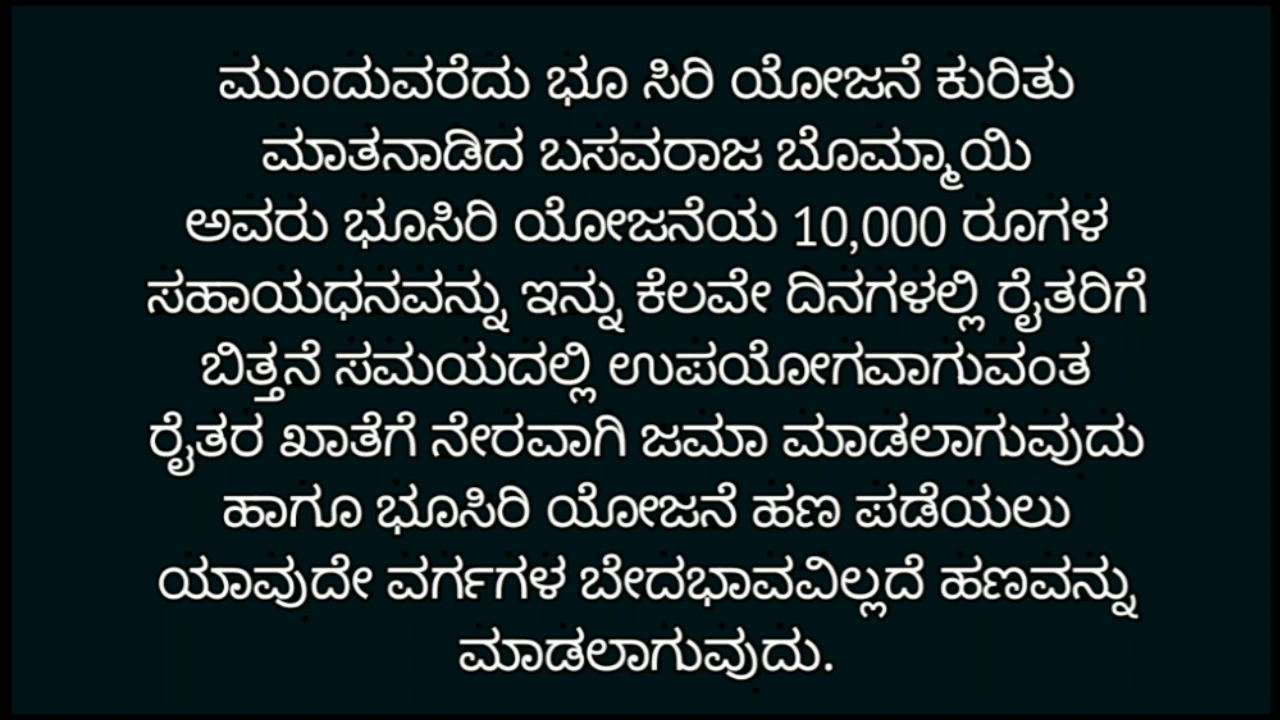 ಮುಂದುವರೆದು ಭೂ ಸಿರಿ ಯೋಜನೆ ಕುರಿತು
ಮಾತನಾಡಿದ ಬಸವರಾಜ ಬೊಮ್ಮಾಯಿ
ಅವರು ಭೂಸಿರಿ ಯೋಜನೆಯ 10,000 ರೂಗಳ
ಸಹಾಯಧನವನ್ನು ಇನ್ನು ಕೆಲವೇ ದಿನಗಳಲ್ಲಿ ರೈತರಿಗೆ
ಬಿತ್ತನೆ ಸಮಯದಲ್ಲಿ ಉಪಯೋಗವಾಗುವಂತ
ರೈತರ ಖಾತೆಗೆ ನೇರವಾಗಿ ಜಮಾ ಮಾಡಲಾಗುವುದು
ಹಾಗೂ ಭೂಸಿರಿ ಯೋಜನೆ ಹಣ ಪಡೆಯಲು
ಯಾವುದೇ ವರ್ಗಗಳ ಬೇದಭಾವವಿಲ್ಲದೆ ಹಣವನ್ನು
ಮಾಡಲಾಗುವುದು.